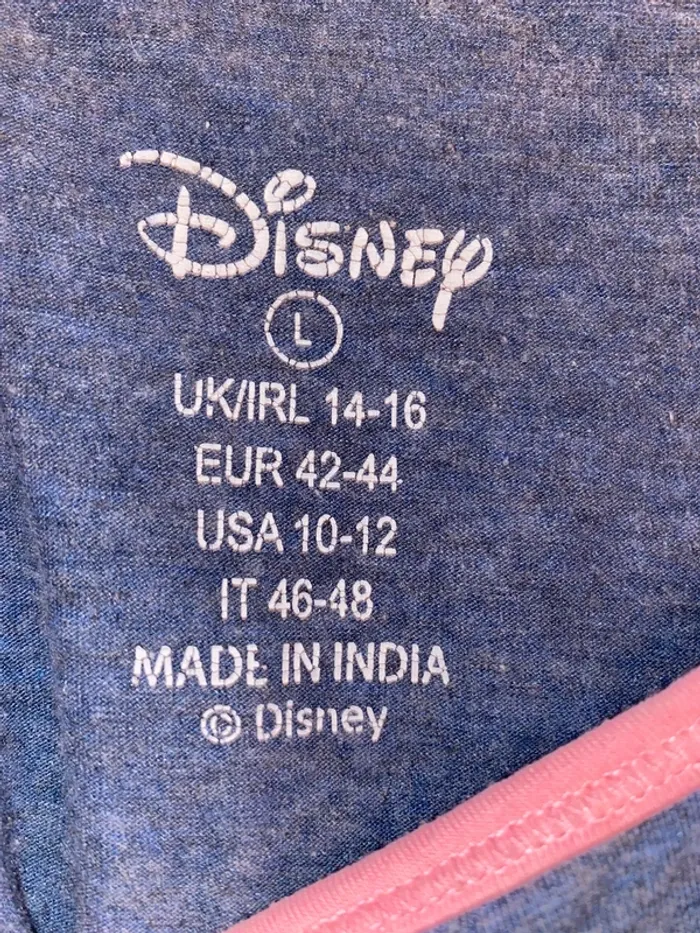 Disney
L
UK/IRL 14-16
EUR 42-44
USA 10-12
IT 46-48
MADE IN INDIA
© Disney